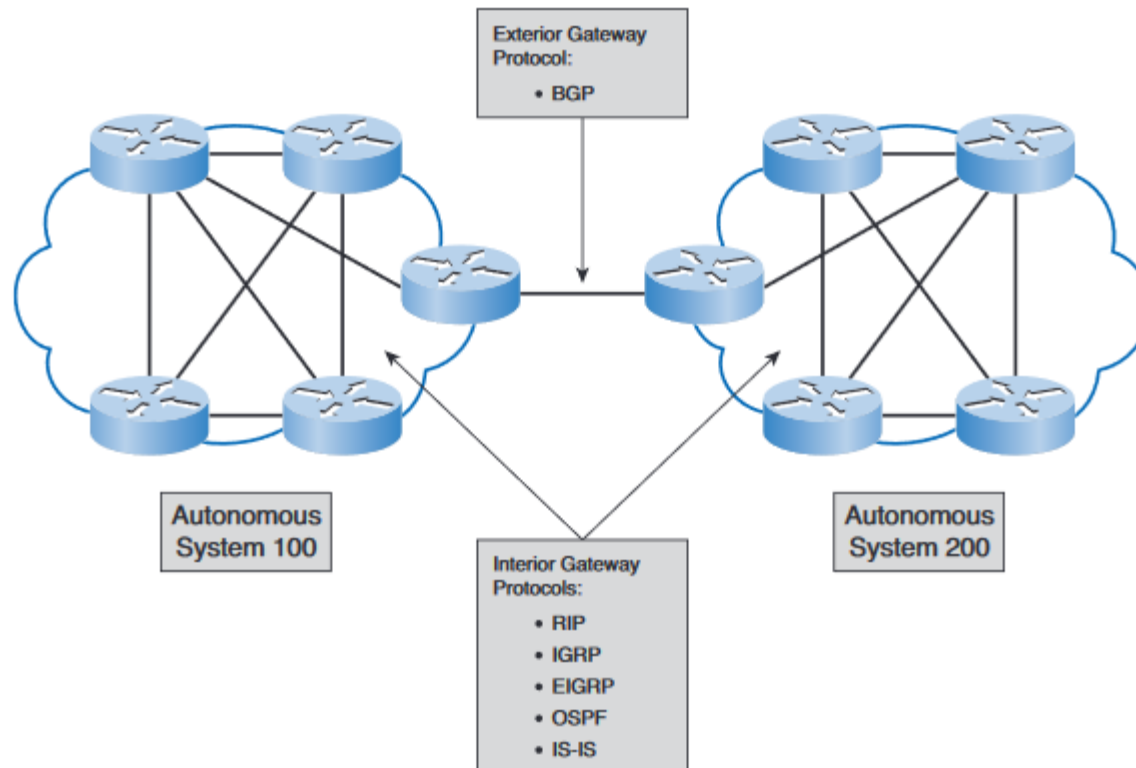 Exterior Gateway
Protocol:
• BGP
Autonomous
System 100
Autonomous
System 200
Interior Gateway
Protocols:
• RIP
• IGRP
• EIGRP
• OSPF
• IS-IS